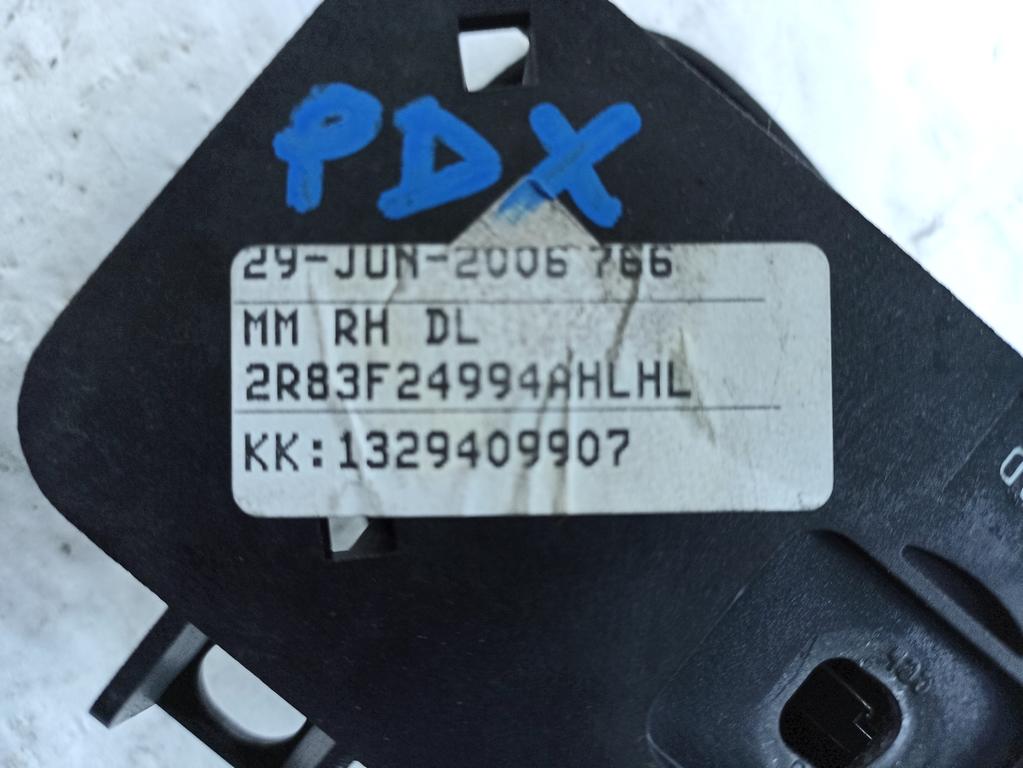 PDX
29-JUN-2006 766
MM RH DL
2R83F24994AHLHL
KK:1329409907